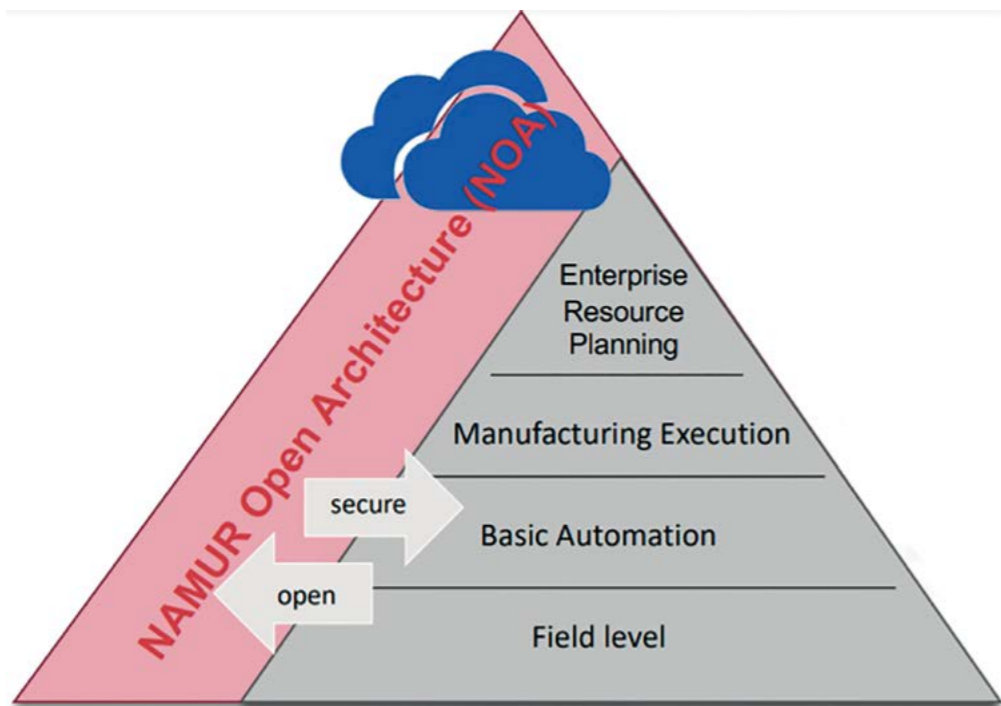 NAMUR Open Architecture (NOA)
Enterprise
Resource
Planning
Manufacturing Execution
secure
Basic Automation
open
Field level